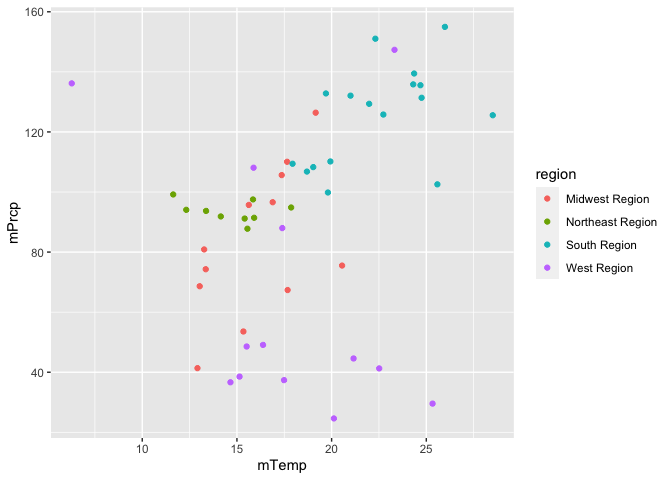 160
120
80
40
mPrcp
10
15
20
25
mTemp
region
Midwest Region
Northeast Region
South Region
West Region